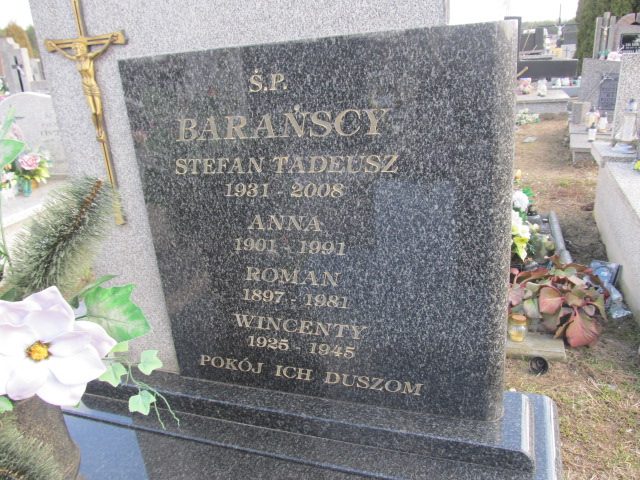 Ś.P.
BARAŃSCY
STEFAN TADEUSZ
1931 - 2008
ANNA
1901 - 1991
ROMAN
1897 - 1981
WINCENTY
1925 - 1945
POKÓJ ICH DUSZOM